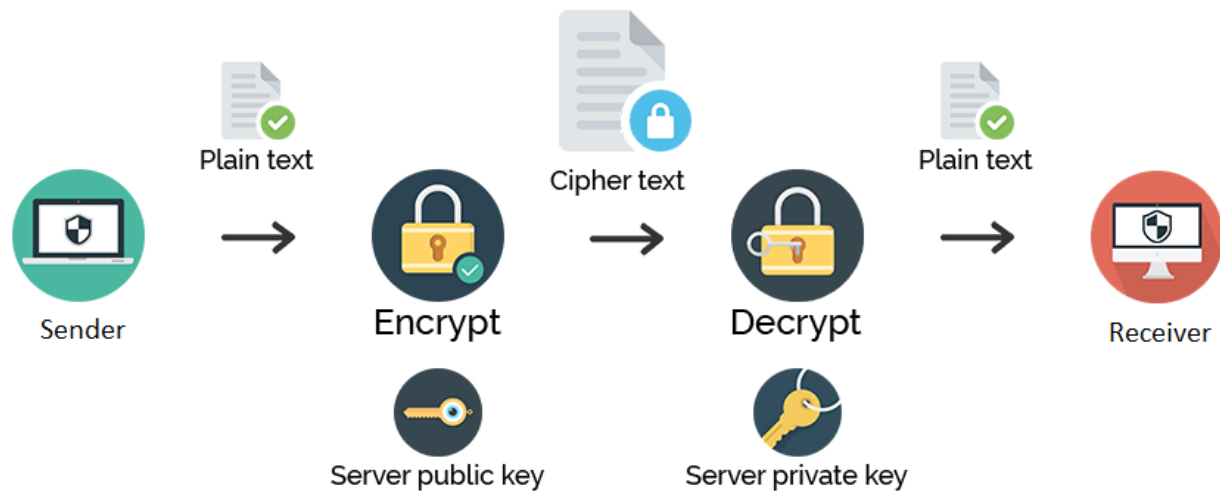 Plain text
Cipher text
Plain text
Sender
Encrypt
Decrypt
Receiver
Server public key
Server private key